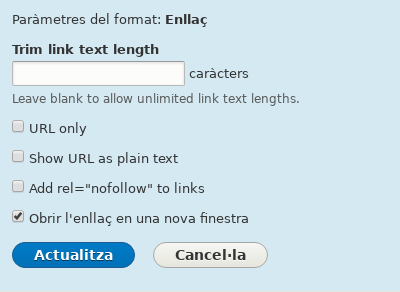 Paràmetres del format: Enllaç
Trim link text length
caràcters
Leave blank to allow unlimited link text lengths.
URL only
Show URL as plain text
Add rel="nofollow" to links
Obrir l'enllaç en una nova finestra
Actualitza Cancel·la